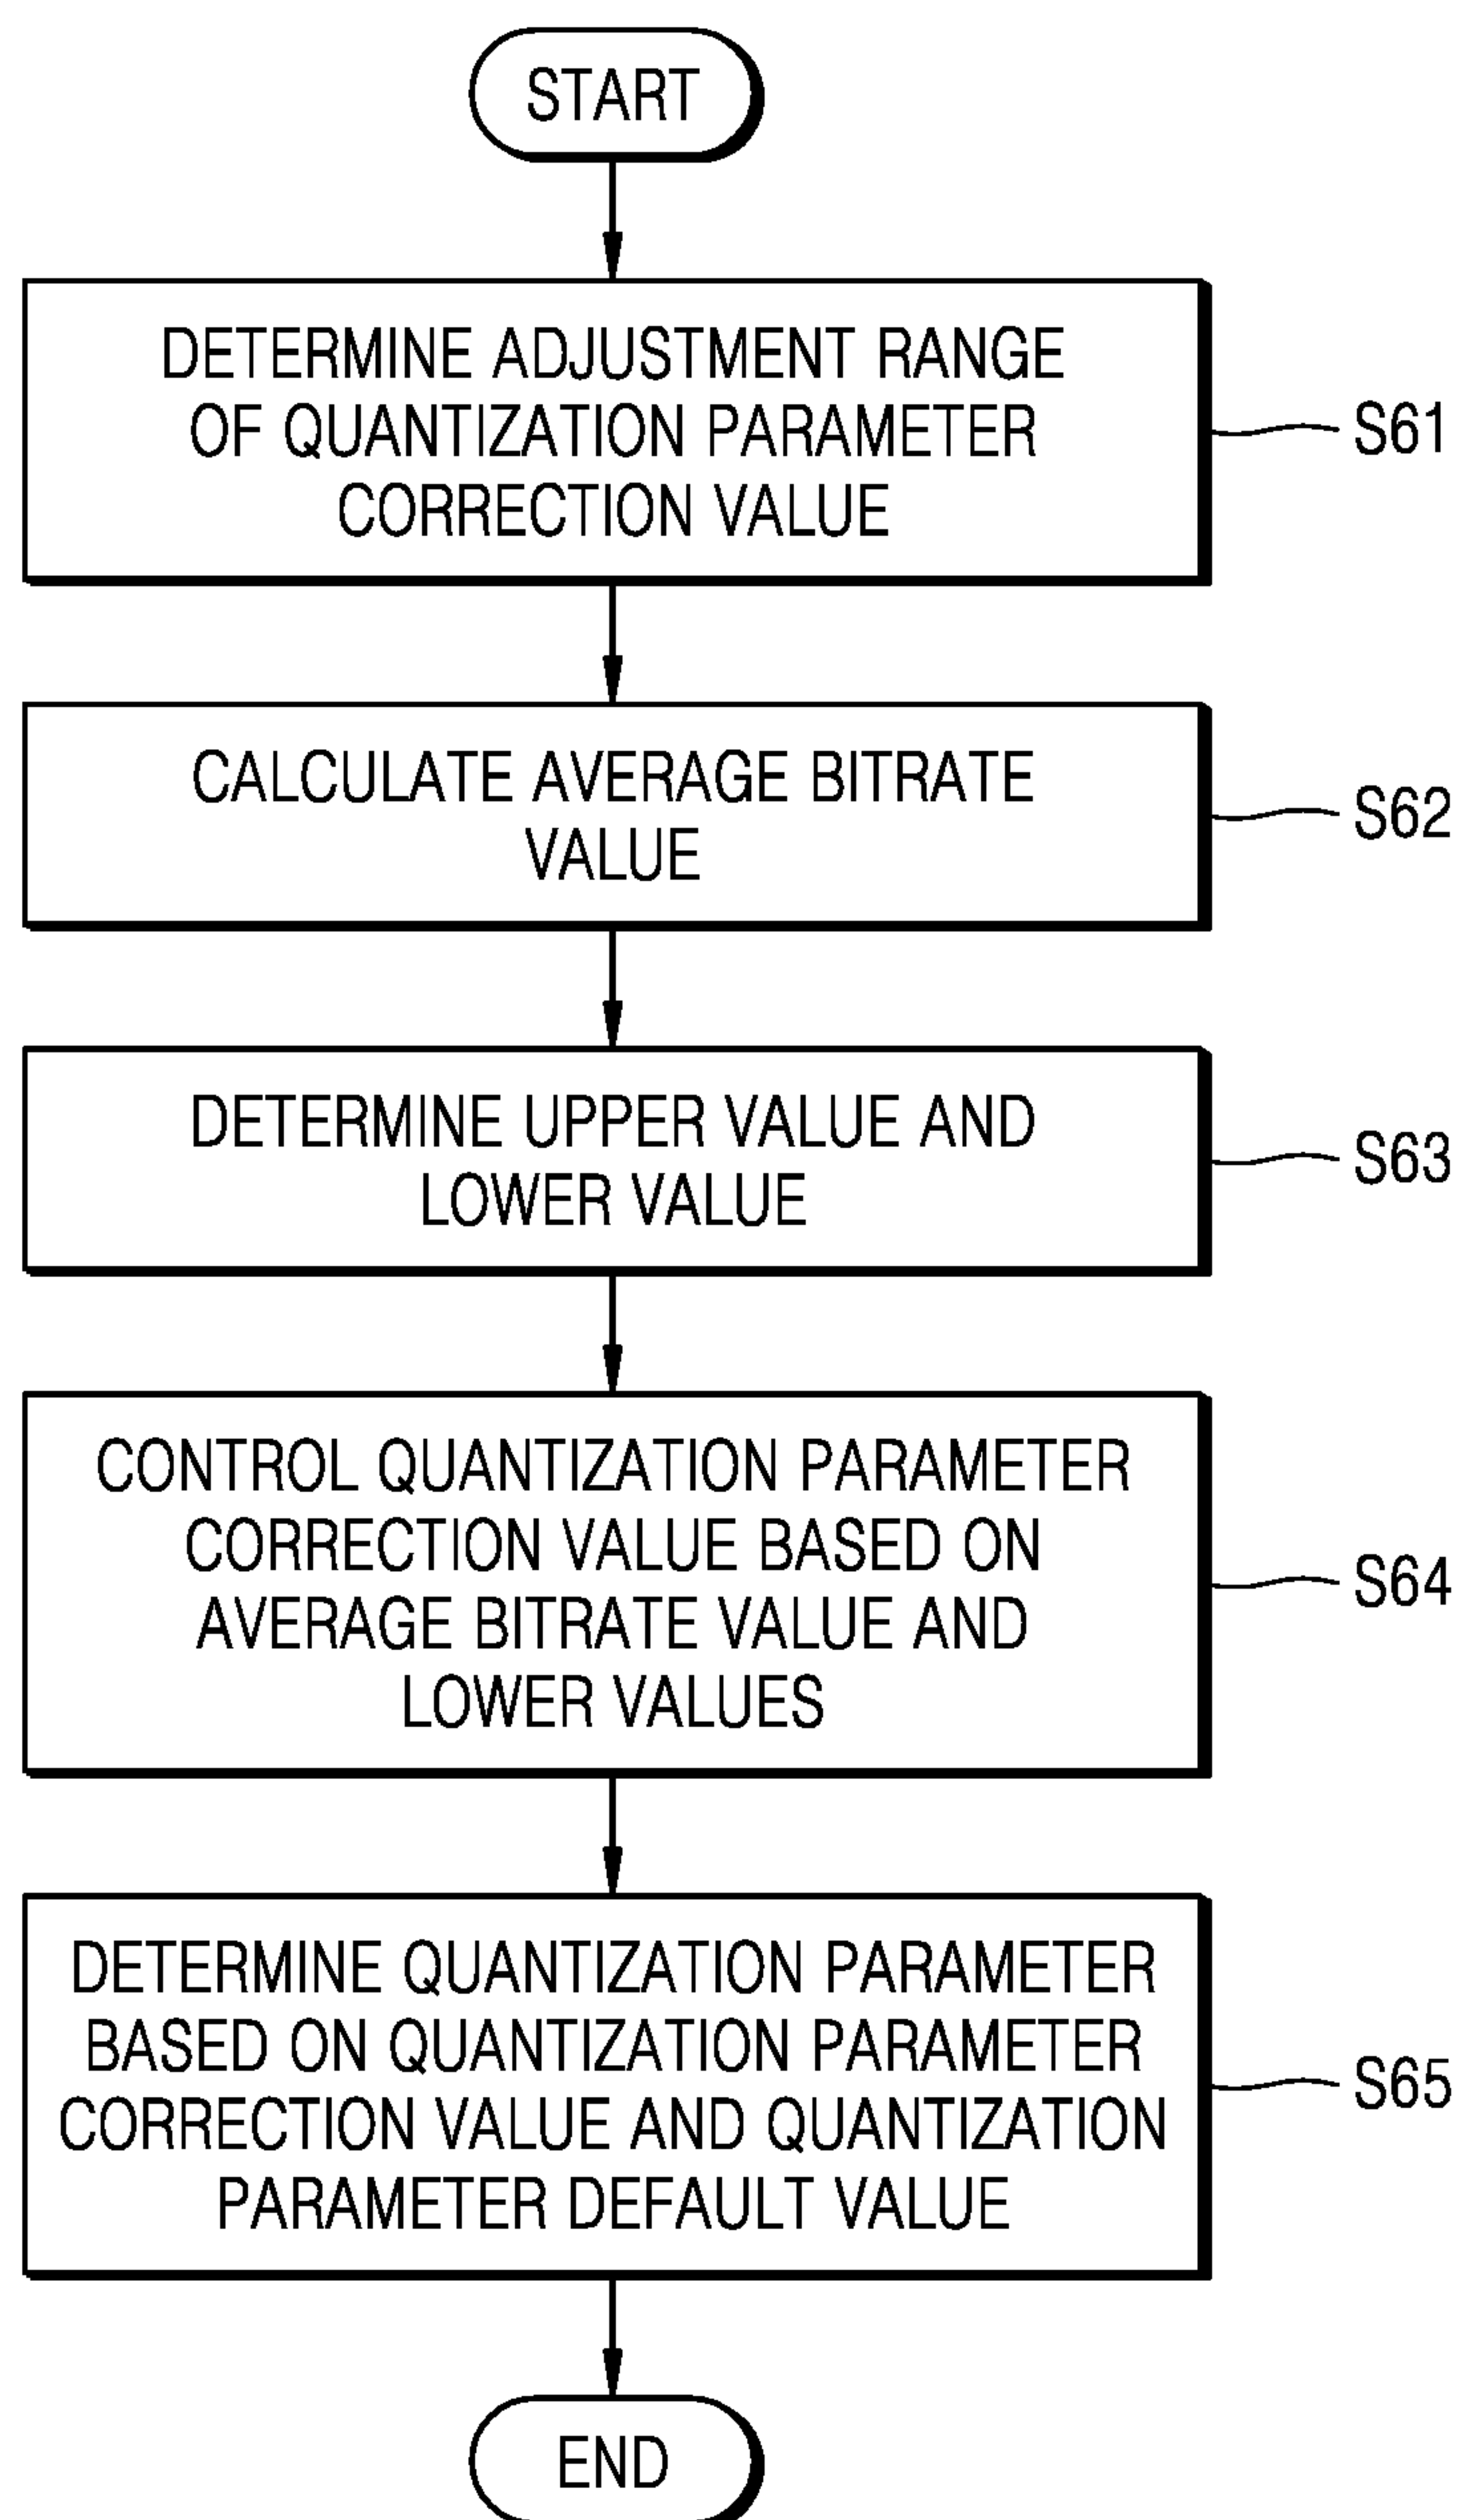 START
DETERMINE ADJUSTMENT RANGE
OF QUANTIZATION PARAMETER
CORRECTION VALUE
S61
CALCULATE AVERAGE BITRATE
VALUE
S62
DETERMINE UPPER VALUE AND
LOWER VALUE
S63
CONTROL QUANTIZATION PARAMETER
CORRECTION VALUE BASED ON
AVERAGE BITRATE VALUE AND
LOWER VALUES
S64
DETERMINE QUANTIZATION PARAMETER
BASED ON QUANTIZATION PARAMETER
CORRECTION VALUE AND QUANTIZATION
PARAMETER DEFAULT VALUE
S65
END